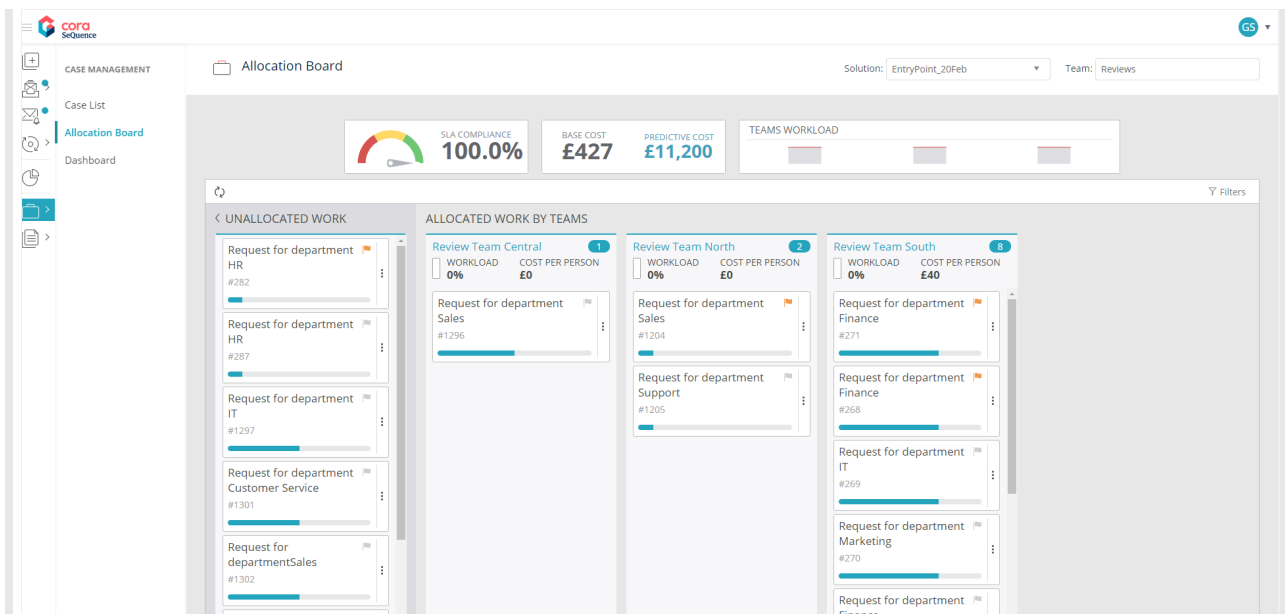 cora
SeQuence
GS
CASE MANAGEMENT
Case List
Allocation Board
Dashboard
Allocation Board
Solution: EntryPoint_20Feb
Team: Reviews
SLA COMPLIANCE
100.0%
BASE COST
£427
PREDICTIVE COST
£11,200
TEAMS WORKLOAD
Filters
UNALLOCATED WORK
Request for department
HR
#282
Request for department
HR
#287
Request for department
IT
#1297
Request for department
Customer Service
#1301
Request for
departmentSales
#1302
ALLOCATED WORK BY TEAMS
Review Team Central 1
WORKLOAD COST PER PERSON
0% £0
Request for department
Sales
#1296
Review Team North 2
WORKLOAD COST PER PERSON
0% £0
Request for department
Sales
#1204
Request for department
Support
#1205
Review Team South 8
WORKLOAD COST PER PERSON
0% £40
Request for department
Finance
#271
Request for department
Finance
#268
Request for department
IT
#269
Request for department
Marketing
#270
Request for department
Finance